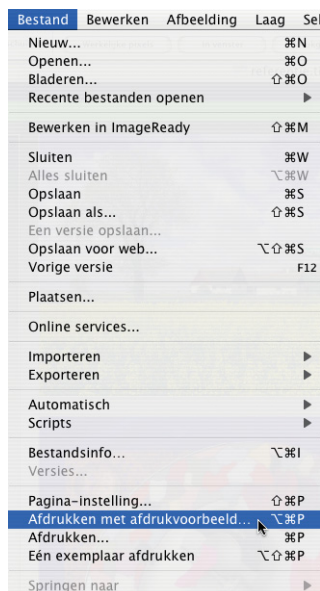 Bestand Bewerken Afbeelding Laag Sel
Nieuw... ⌘N
Openen... ⌘O
Bladeren... ⇧⌘O
Recente bestanden openen ▶
Bewerken in ImageReady ⇧⌘M
Sluiten ⌘W
Alles sluiten ⌥⌘W
Opslaan ⌘S
Opslaan als... ⇧⌘S
Een versie opslaan...
Opslaan voor web... ⌥⇧⌘S
Vorige versie F12
Plaatsen...
Online services...
Importeren ▶
Exporteren ▶
Automatisch ▶
Scripts ▶
Bestandsinfo... ⌥⌘I
Versies...
Pagina-instelling... ⇧⌘P
Afdrukken met afdrukvoorbeeld... ⌥⌘P
Afdrukken... ⌘P
Eén exemplaar afdrukken ⌥⇧⌘P
Springen naar ▶